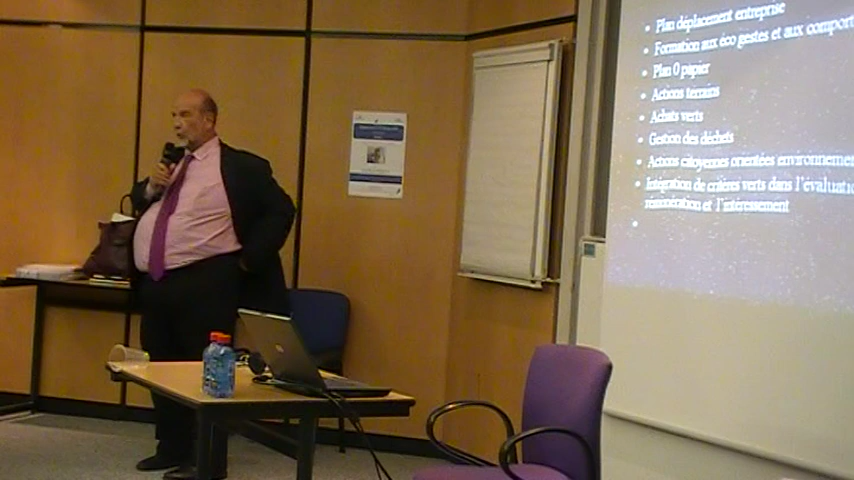 Plan déplacement entreprise
Formation aux éco gestes et aux comport
Plan 0 papier
Actions terrains
Achats verts
Gestion des déchets
Actions citoyennes orientées environneme
Intégration de critères verts dans l'évaluatio
rémunération et l'intéressement